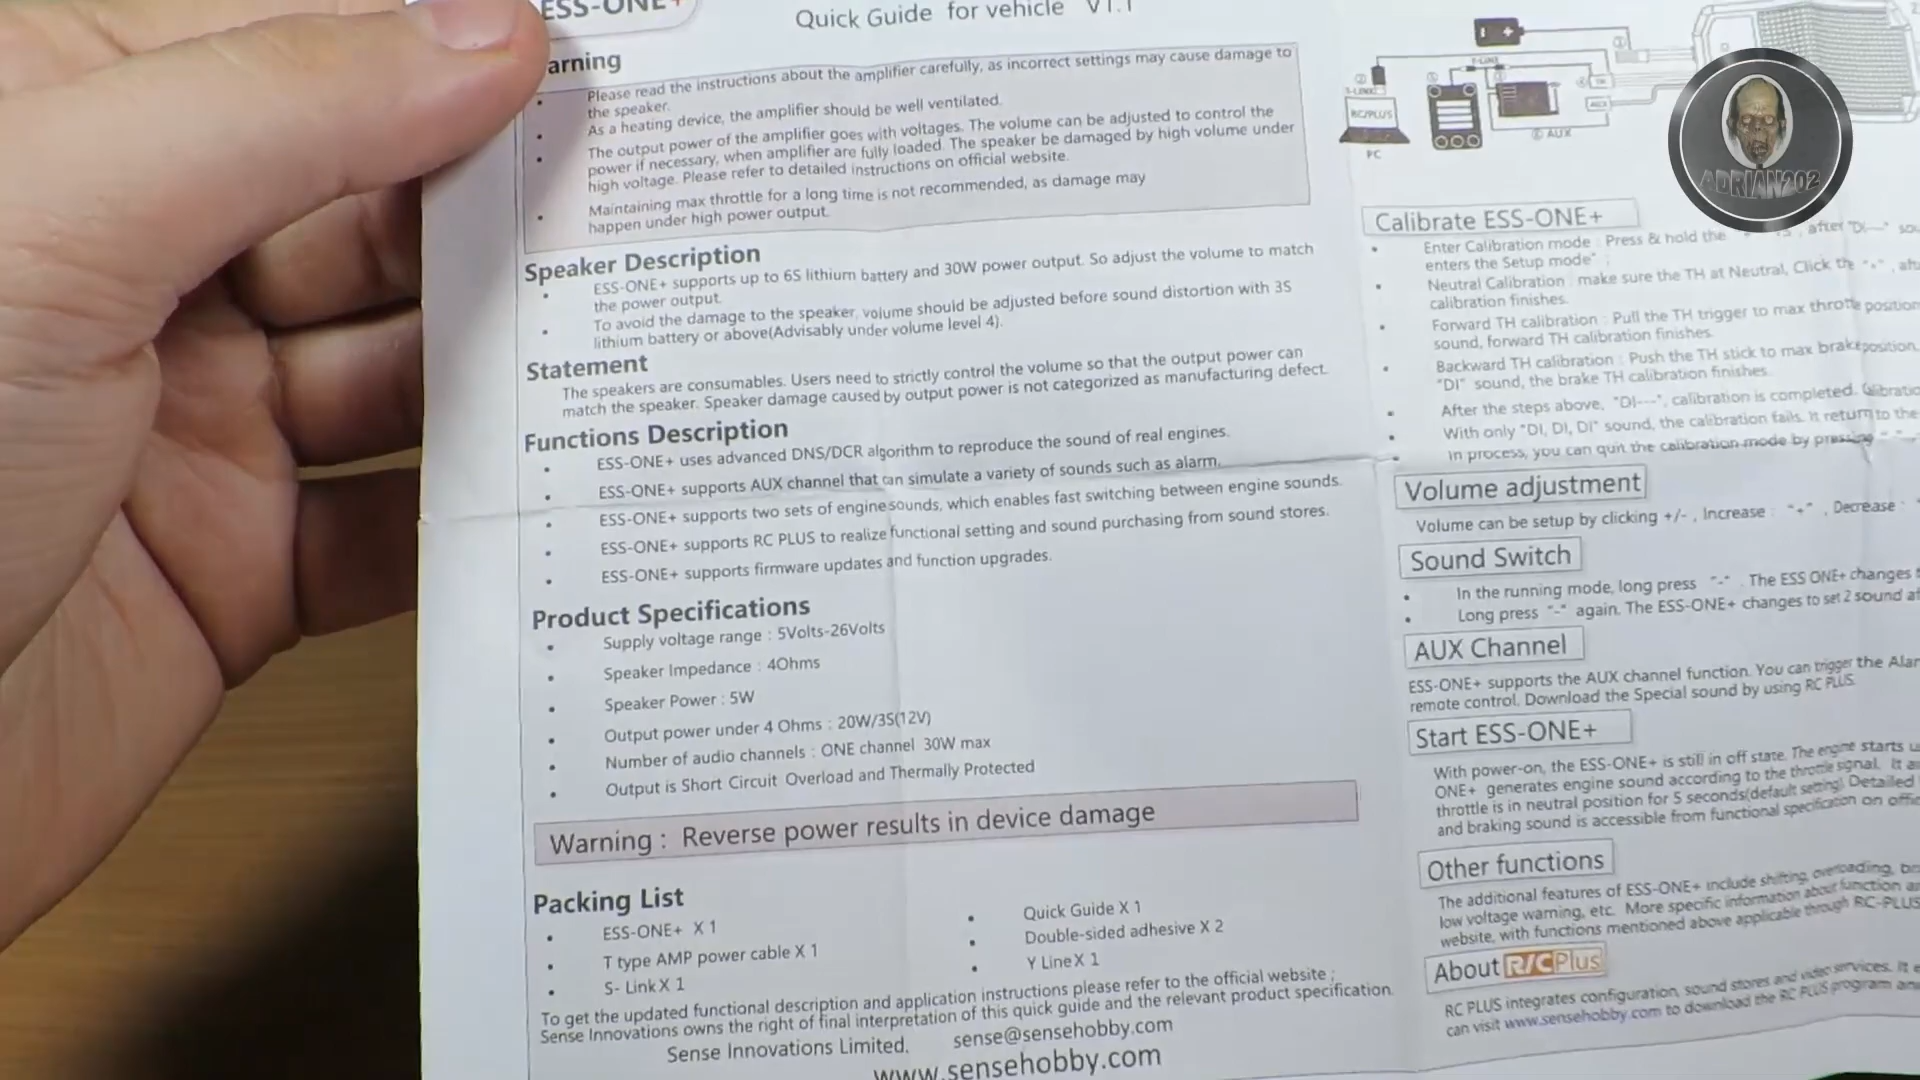 ESS-ONE+
Quick Guide for vehicle V1.1
arning
Please read the instructions about the amplifier carefully, as incorrect settings may cause damage to
the speaker.
As a heating device, the amplifier should be well ventilated.
The output power of the amplifier goes with voltages. The volume can be adjusted to control the
power if necessary, when amplifier are fully loaded. The speaker be damaged by high volume under
high voltage. Please refer to detailed instructions on official website.
Maintaining max throttle for a long time is not recommended, as damage may
happen under high power output.
Speaker Description
ESS-ONE+ supports up to 6S lithium battery and 30W power output. So adjust the volume to match
the power output.
To avoid the damage to the speaker, volume should be adjusted before sound distortion with 3S
lithium battery or above(Advisably under volume level 4).
Statement
The speakers are consumables. Users need to strictly control the volume so that the output power can
match the speaker. Speaker damage caused by output power is not categorized as manufacturing defect.
Functions Description
ESS-ONE+ uses advanced DNS/DCR algorithm to reproduce the sound of real engines.
ESS-ONE+ supports AUX channel that can simulate a variety of sounds such as alarm.
ESS-ONE+ supports two sets of engine sounds, which enables fast switching between engine sounds.
ESS-ONE+ supports RC PLUS to realize functional setting and sound purchasing from sound stores.
ESS-ONE+ supports firmware updates and function upgrades.
Product Specifications
Supply voltage range : 5Volts-26Volts
Speaker Impedance : 4Ohms
Speaker Power : 5W
Output power under 4 Ohms : 20W/3S(12V)
Number of audio channels : ONE channel 30W max
Output is Short Circuit Overload and Thermally Protected
Warning : Reverse power results in device damage
Packing List
ESS-ONE+ X 1
T type AMP power cable X 1
S- Link X 1
Quick Guide X 1
Double-sided adhesive X 2
Y Line X 1
To get the updated functional description and application instructions please refer to the official website ;
Sense Innovations owns the right of final interpretation of this quick guide and the relevant product specification.
Sense Innovations Limited. sense@sensehobby.com
www.sensehobby.com
S-LINK
RC/PLUS
PC
② AUX
AUX
ADRIAN202
Calibrate ESS-ONE+
Enter Calibration mode : Press & hold the after "DI---" sou
enters the Setup mode" ;
Neutral Calibration : make sure the TH at Neutral, Click the "+" , aft
calibration finishes.
Forward TH calibration : Pull the TH trigger to max throttle position
sound, forward TH calibration finishes.
Backward TH calibration : Push the TH stick to max brake position,
"DI" sound, the brake TH calibration finishes.
After the steps above, "DI---", calibration is completed. Calibratio
With only "DI, DI, DI" sound, the calibration fails. It return to the
In process, you can quit the calibration mode by pressing "-"
Volume adjustment
Volume can be setup by clicking +/- , Increase : "+" , Decrease :
Sound Switch
In the running mode, long press "-" . The ESS ONE+ changes t
Long press "-" again. The ESS-ONE+ changes to set 2 sound af
AUX Channel
ESS-ONE+ supports the AUX channel function. You can trigger the Alar
remote control. Download the Special sound by using RC PLUS.
Start ESS-ONE+
With power-on, the ESS-ONE+ is still in off state. The engine starts u
ONE+ generates engine sound according to the throttle signal. It a
throttle is in neutral position for 5 seconds(default setting) Detailed
and braking sound is accessible from functional specification on offic
Other functions
The additional features of ESS-ONE+ include shifting, overloading, br
low voltage warning, etc. More specific information about function a
website, with functions mentioned above applicable through RC-PLUS
About R/C Plus
RC PLUS integrates configuration, sound stores and video services. It e
can visit www.sensehobby.com to download the RC PLUS program an